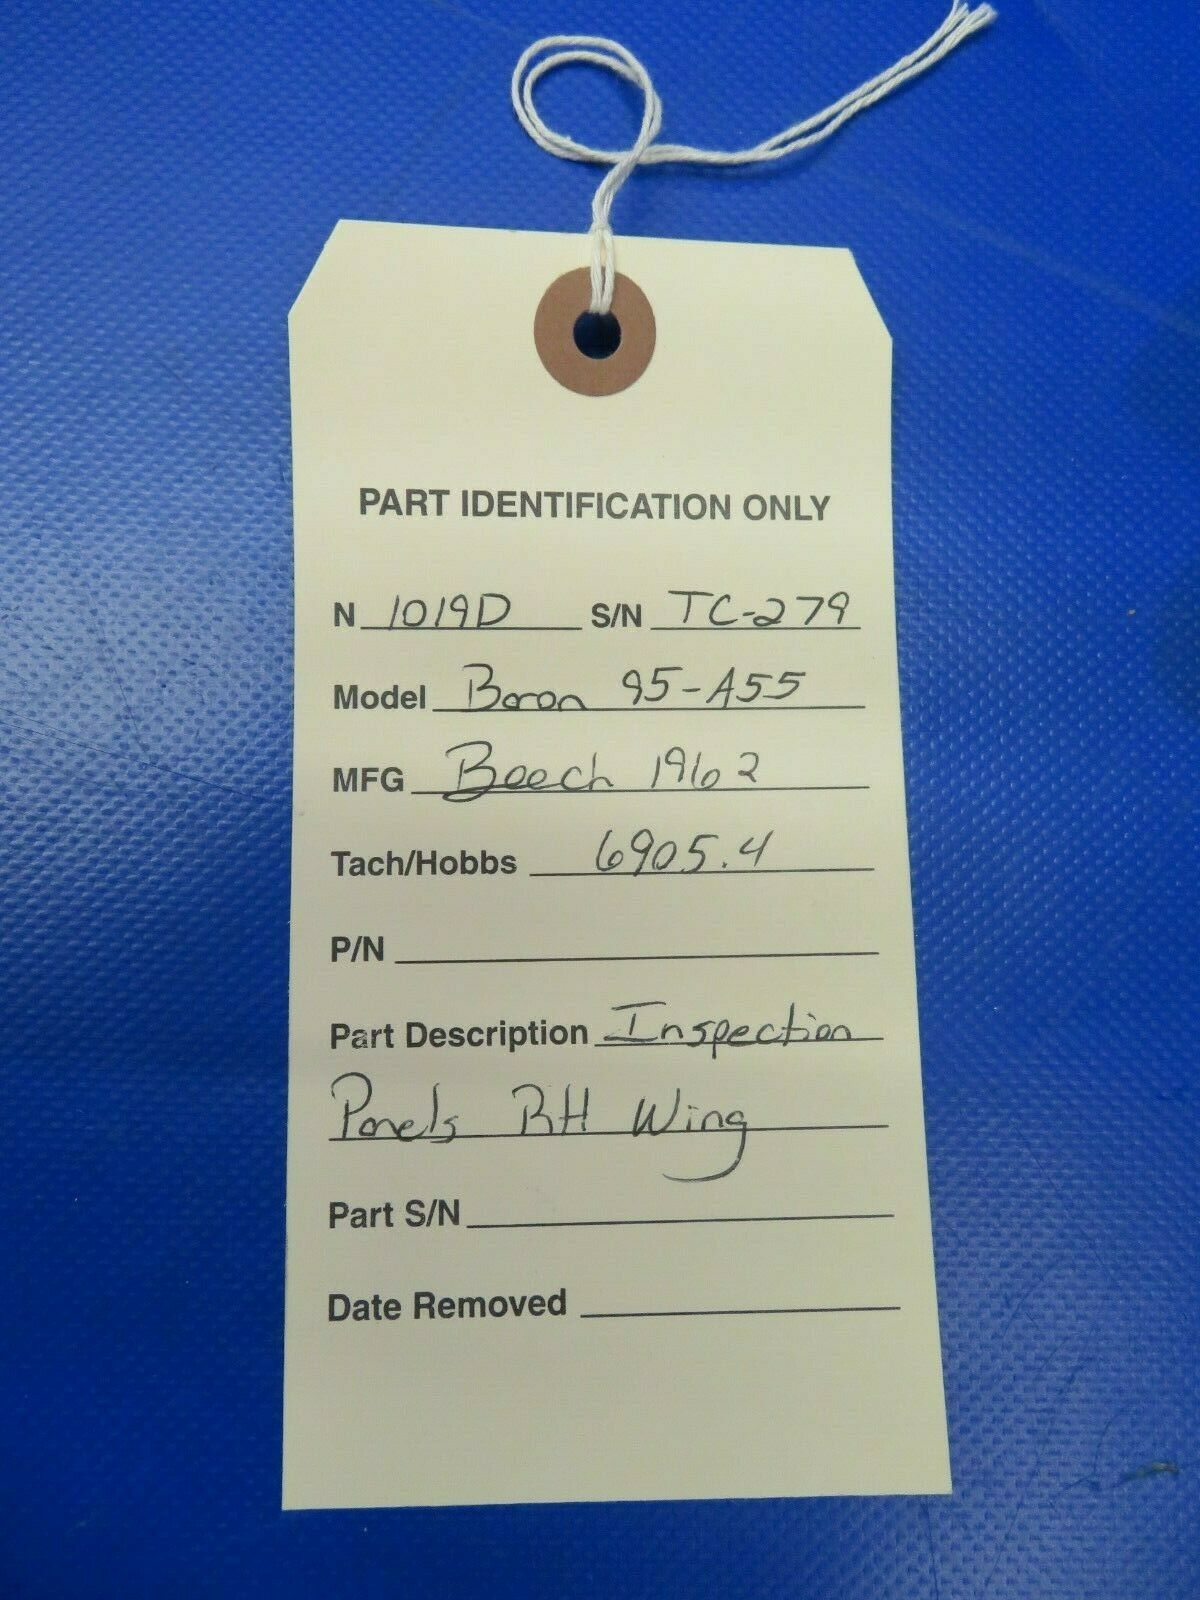 PART IDENTIFICATION ONLY
N 1019D S/N TC-279
Model Baron 95-A55
MFG Beech 1962
Tach/Hobbs 6905.4
P/N
Part Description Inspection
Panels RH Wing
Part S/N
Date Removed